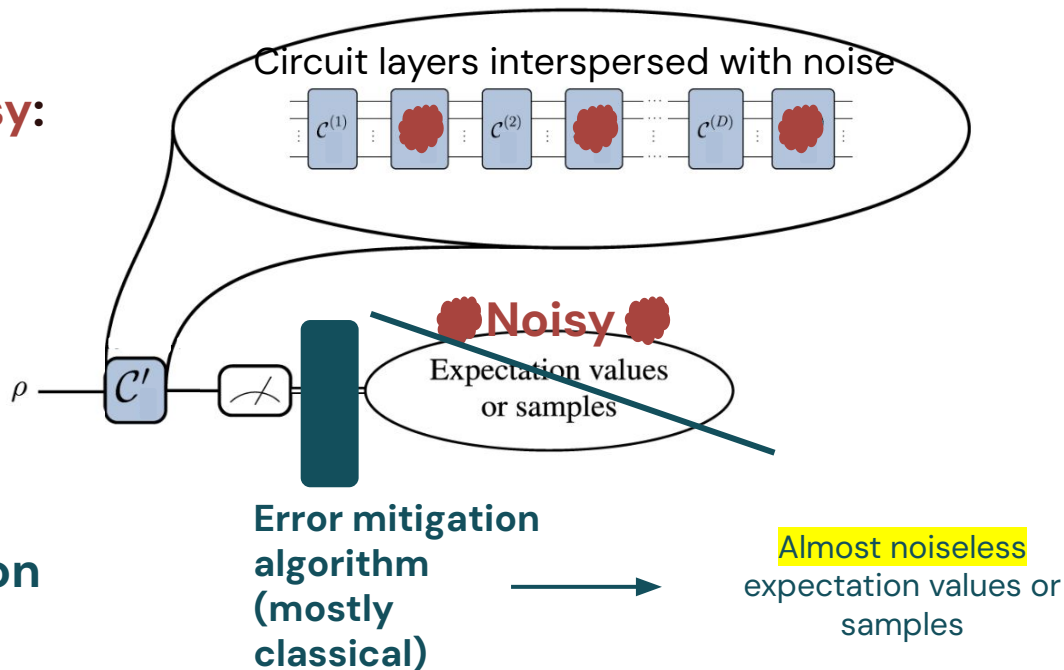 Circuit layers interspersed with noise
sy:
C^{(1)} ⋮ ⋮ C^{(2)} ⋮ ⋮ C^{(D)} ⋮ ⋮
Noisy
ρ C′ Expectation values
or samples
Error mitigation
algorithm
(mostly
classical)
on
Almost noiseless
expectation values or
samples